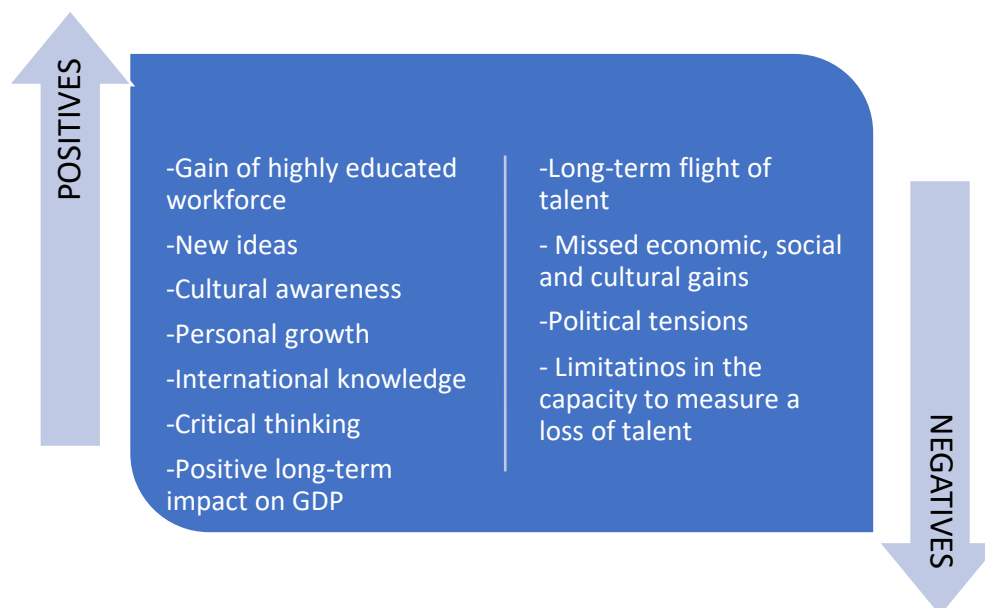 POSITIVES
-Gain of highly educated
workforce
-New ideas
-Cultural awareness
-Personal growth
-International knowledge
-Critical thinking
-Positive long-term
impact on GDP
-Long-term flight of
talent
- Missed economic, social
and cultural gains
-Political tensions
- Limitatinos in the
capacity to measure a
loss of talent
NEGATIVES